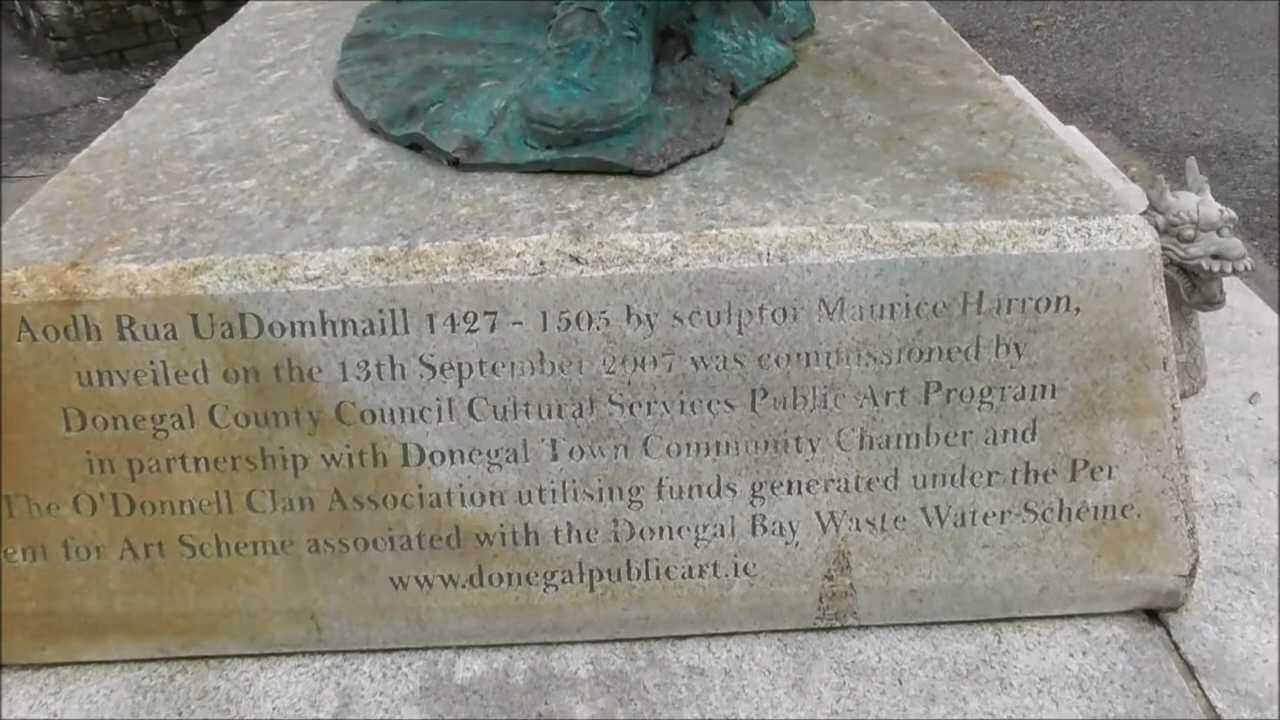 Aodh Rua UaDomhnaill 1427 - 1505 by sculptor Maurice Harron,
unveiled on the 13th September 2007 was commissioned by
Donegal County Council Cultural Services Public Art Program
in partnership with Donegal Town Community Chamber and
The O'Donnell Clan Association utilising funds generated under the Per
ent for Art Scheme associated with the Donegal Bay Waste Water Scheme.
www.donegalpublicart.ie